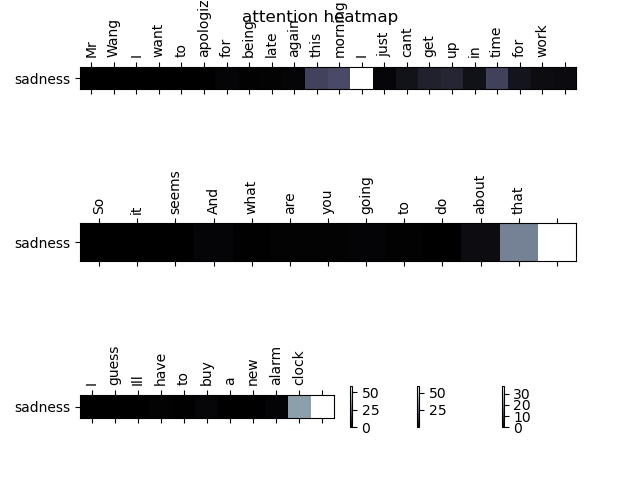 attention heatmap
Mr Wang I want to apologiz for being late again this morning I just cant get up in time for work
sadness
So it seems And what are you going to do about that
sadness
I guess Ill have to buy a new alarm clock
sadness
50 25 0
50 25
30 20 10 0